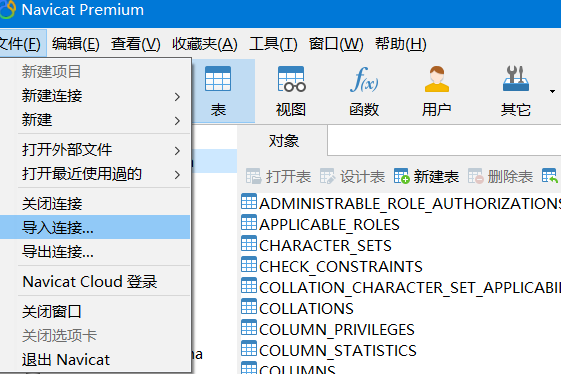 Navicat Premium
文件(F) 编辑(E) 查看(V) 收藏夹(A) 工具(T) 窗口(W) 帮助(H)
新建项目
新建连接
新建
打开外部文件
打开最近使用過的
关闭连接
导入连接...
导出连接...
Navicat Cloud 登录
关闭窗口
关闭选项卡
退出 Navicat
表 视图 f(x) 函数 用户 其它
对象
打开表 设计表 新建表 删除表
ADMINISTRABLE_ROLE_AUTHORIZATIONS
APPLICABLE_ROLES
CHARACTER_SETS
CHECK_CONSTRAINTS
COLLATION_CHARACTER_SET_APPLICABI
COLLATIONS
COLUMN_PRIVILEGES
COLUMN_STATISTICS
COLUMNS